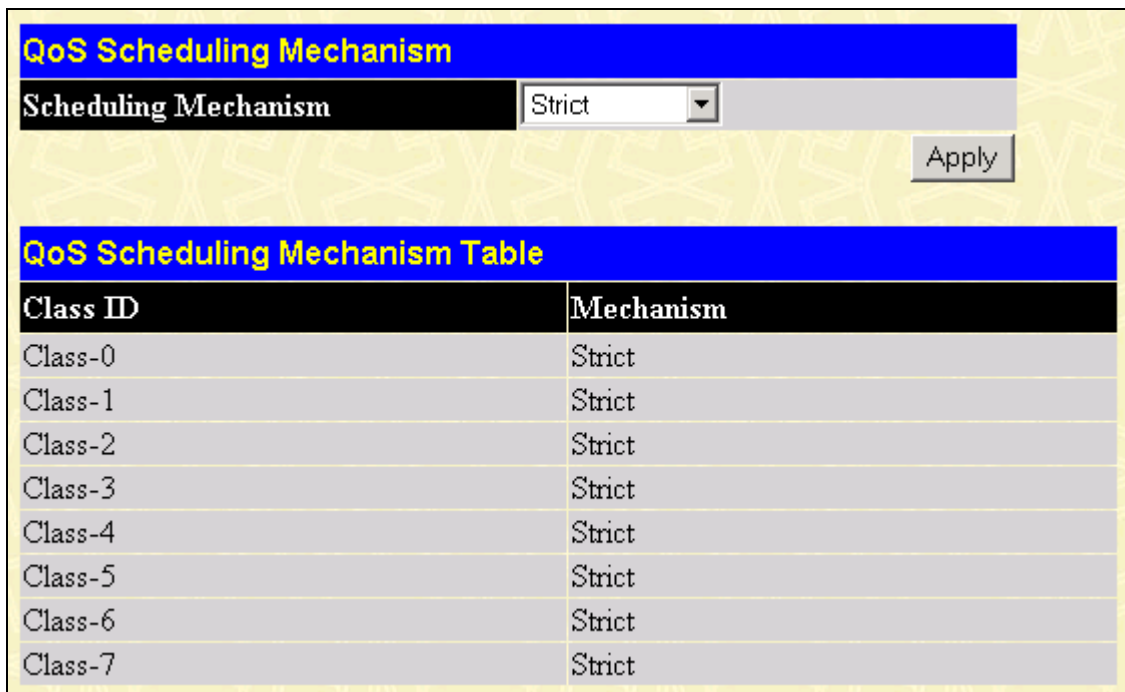 QoS Scheduling Mechanism
Scheduling Mechanism Strict
Apply
QoS Scheduling Mechanism Table
Class ID Mechanism
Class-0 Strict
Class-1 Strict
Class-2 Strict
Class-3 Strict
Class-4 Strict
Class-5 Strict
Class-6 Strict
Class-7 Strict